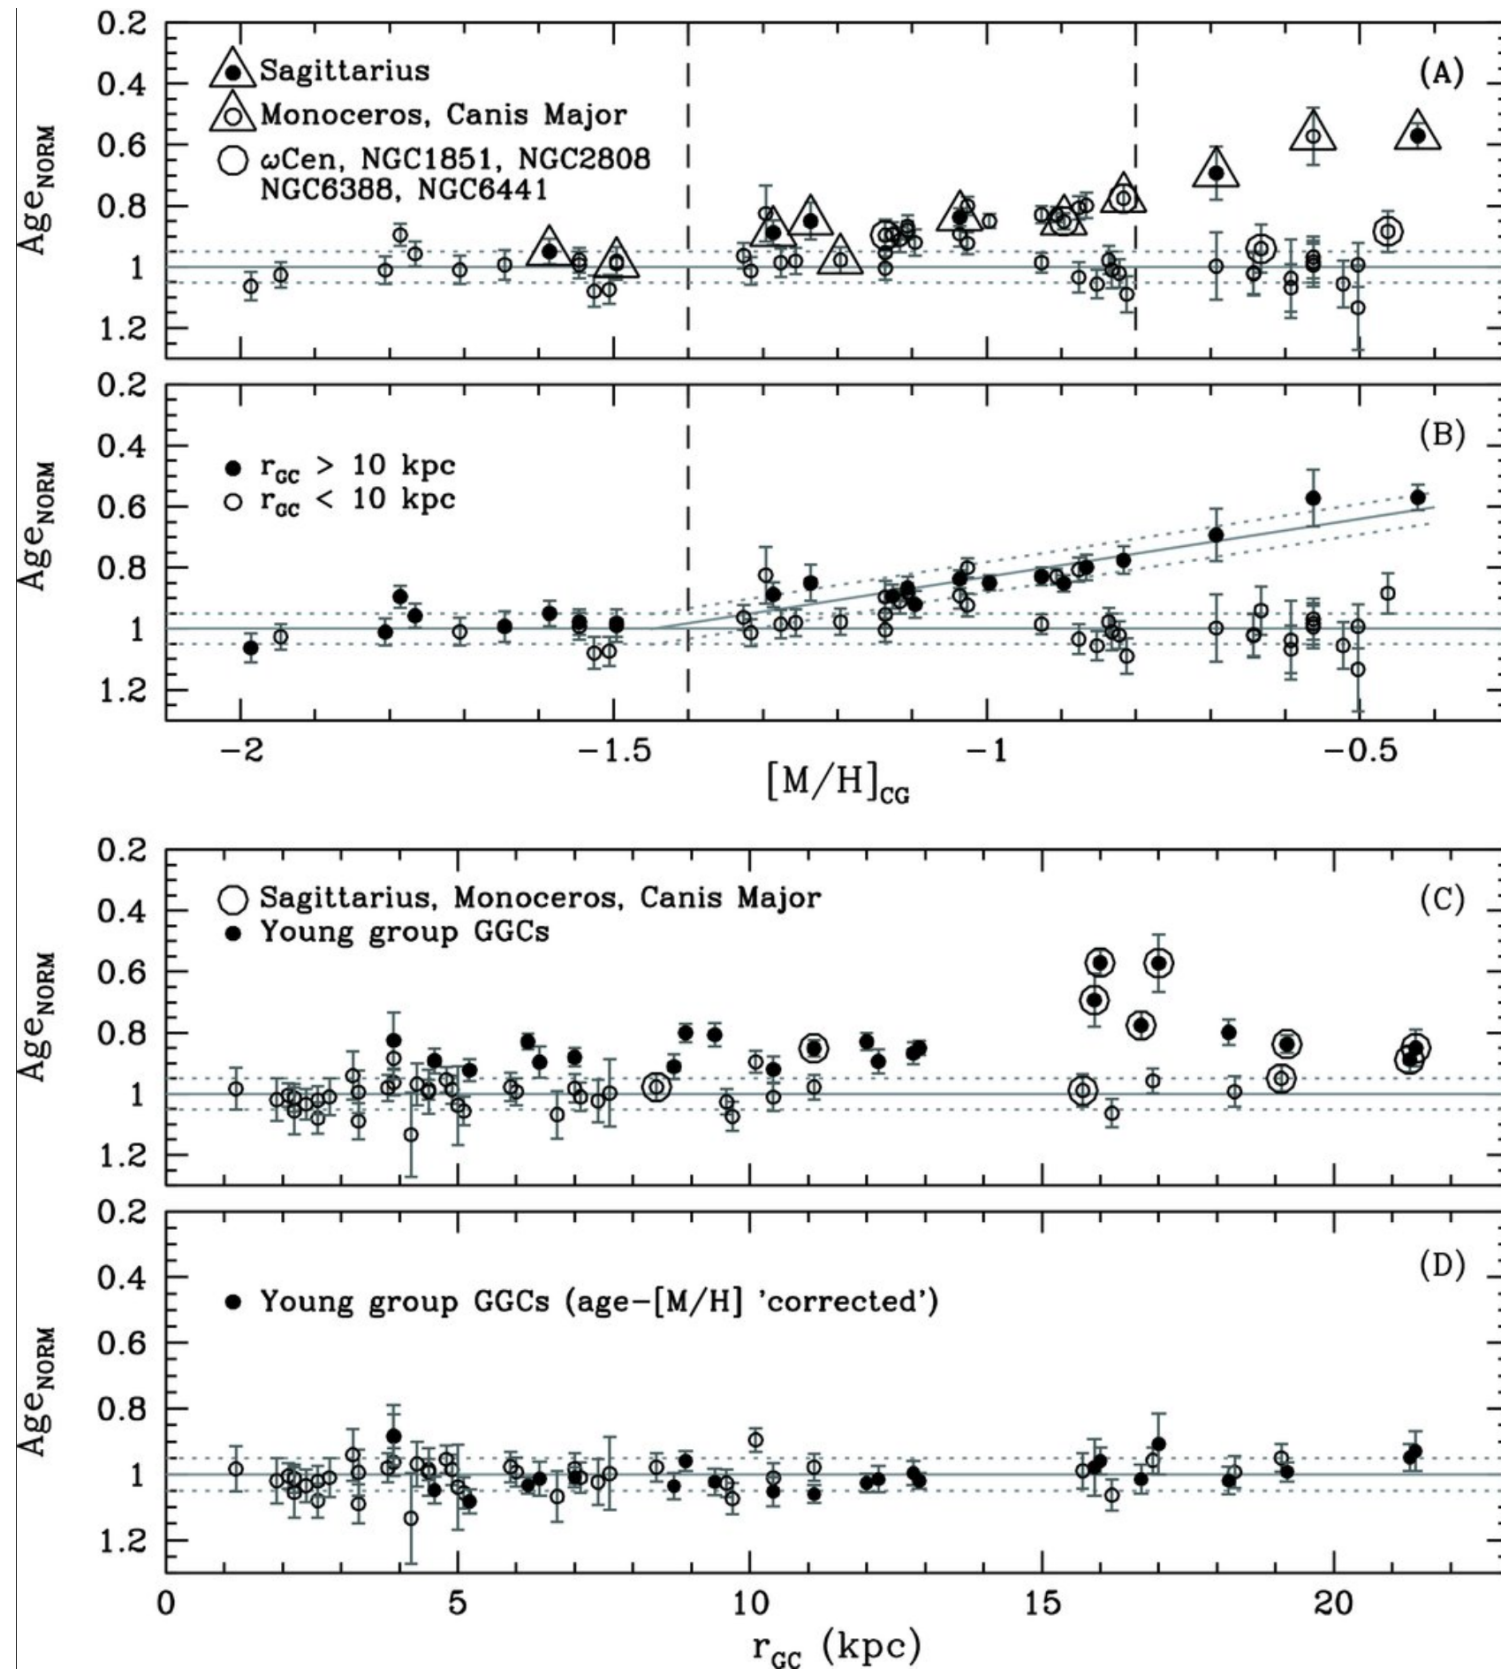 0.2
0.4
0.6
0.8
1
1.2
Age_NORM
Sagittarius
(A)
Monoceros, Canis Major
ωCen, NGC1851, NGC2808
NGC6388, NGC6441
0.2
0.4
0.6
0.8
1
1.2
Age_NORM
(B)
r_GC > 10 kpc
r_GC < 10 kpc
-2
-1.5
-1
-0.5
[M/H]_CG
0.2
0.4
0.6
0.8
1
1.2
Age_NORM
Sagittarius, Monoceros, Canis Major
(C)
Young group GGCs
0.2
0.4
0.6
0.8
1
1.2
Age_NORM
(D)
Young group GGCs (age-[M/H] 'corrected')
0
5
10
15
20
r_GC (kpc)